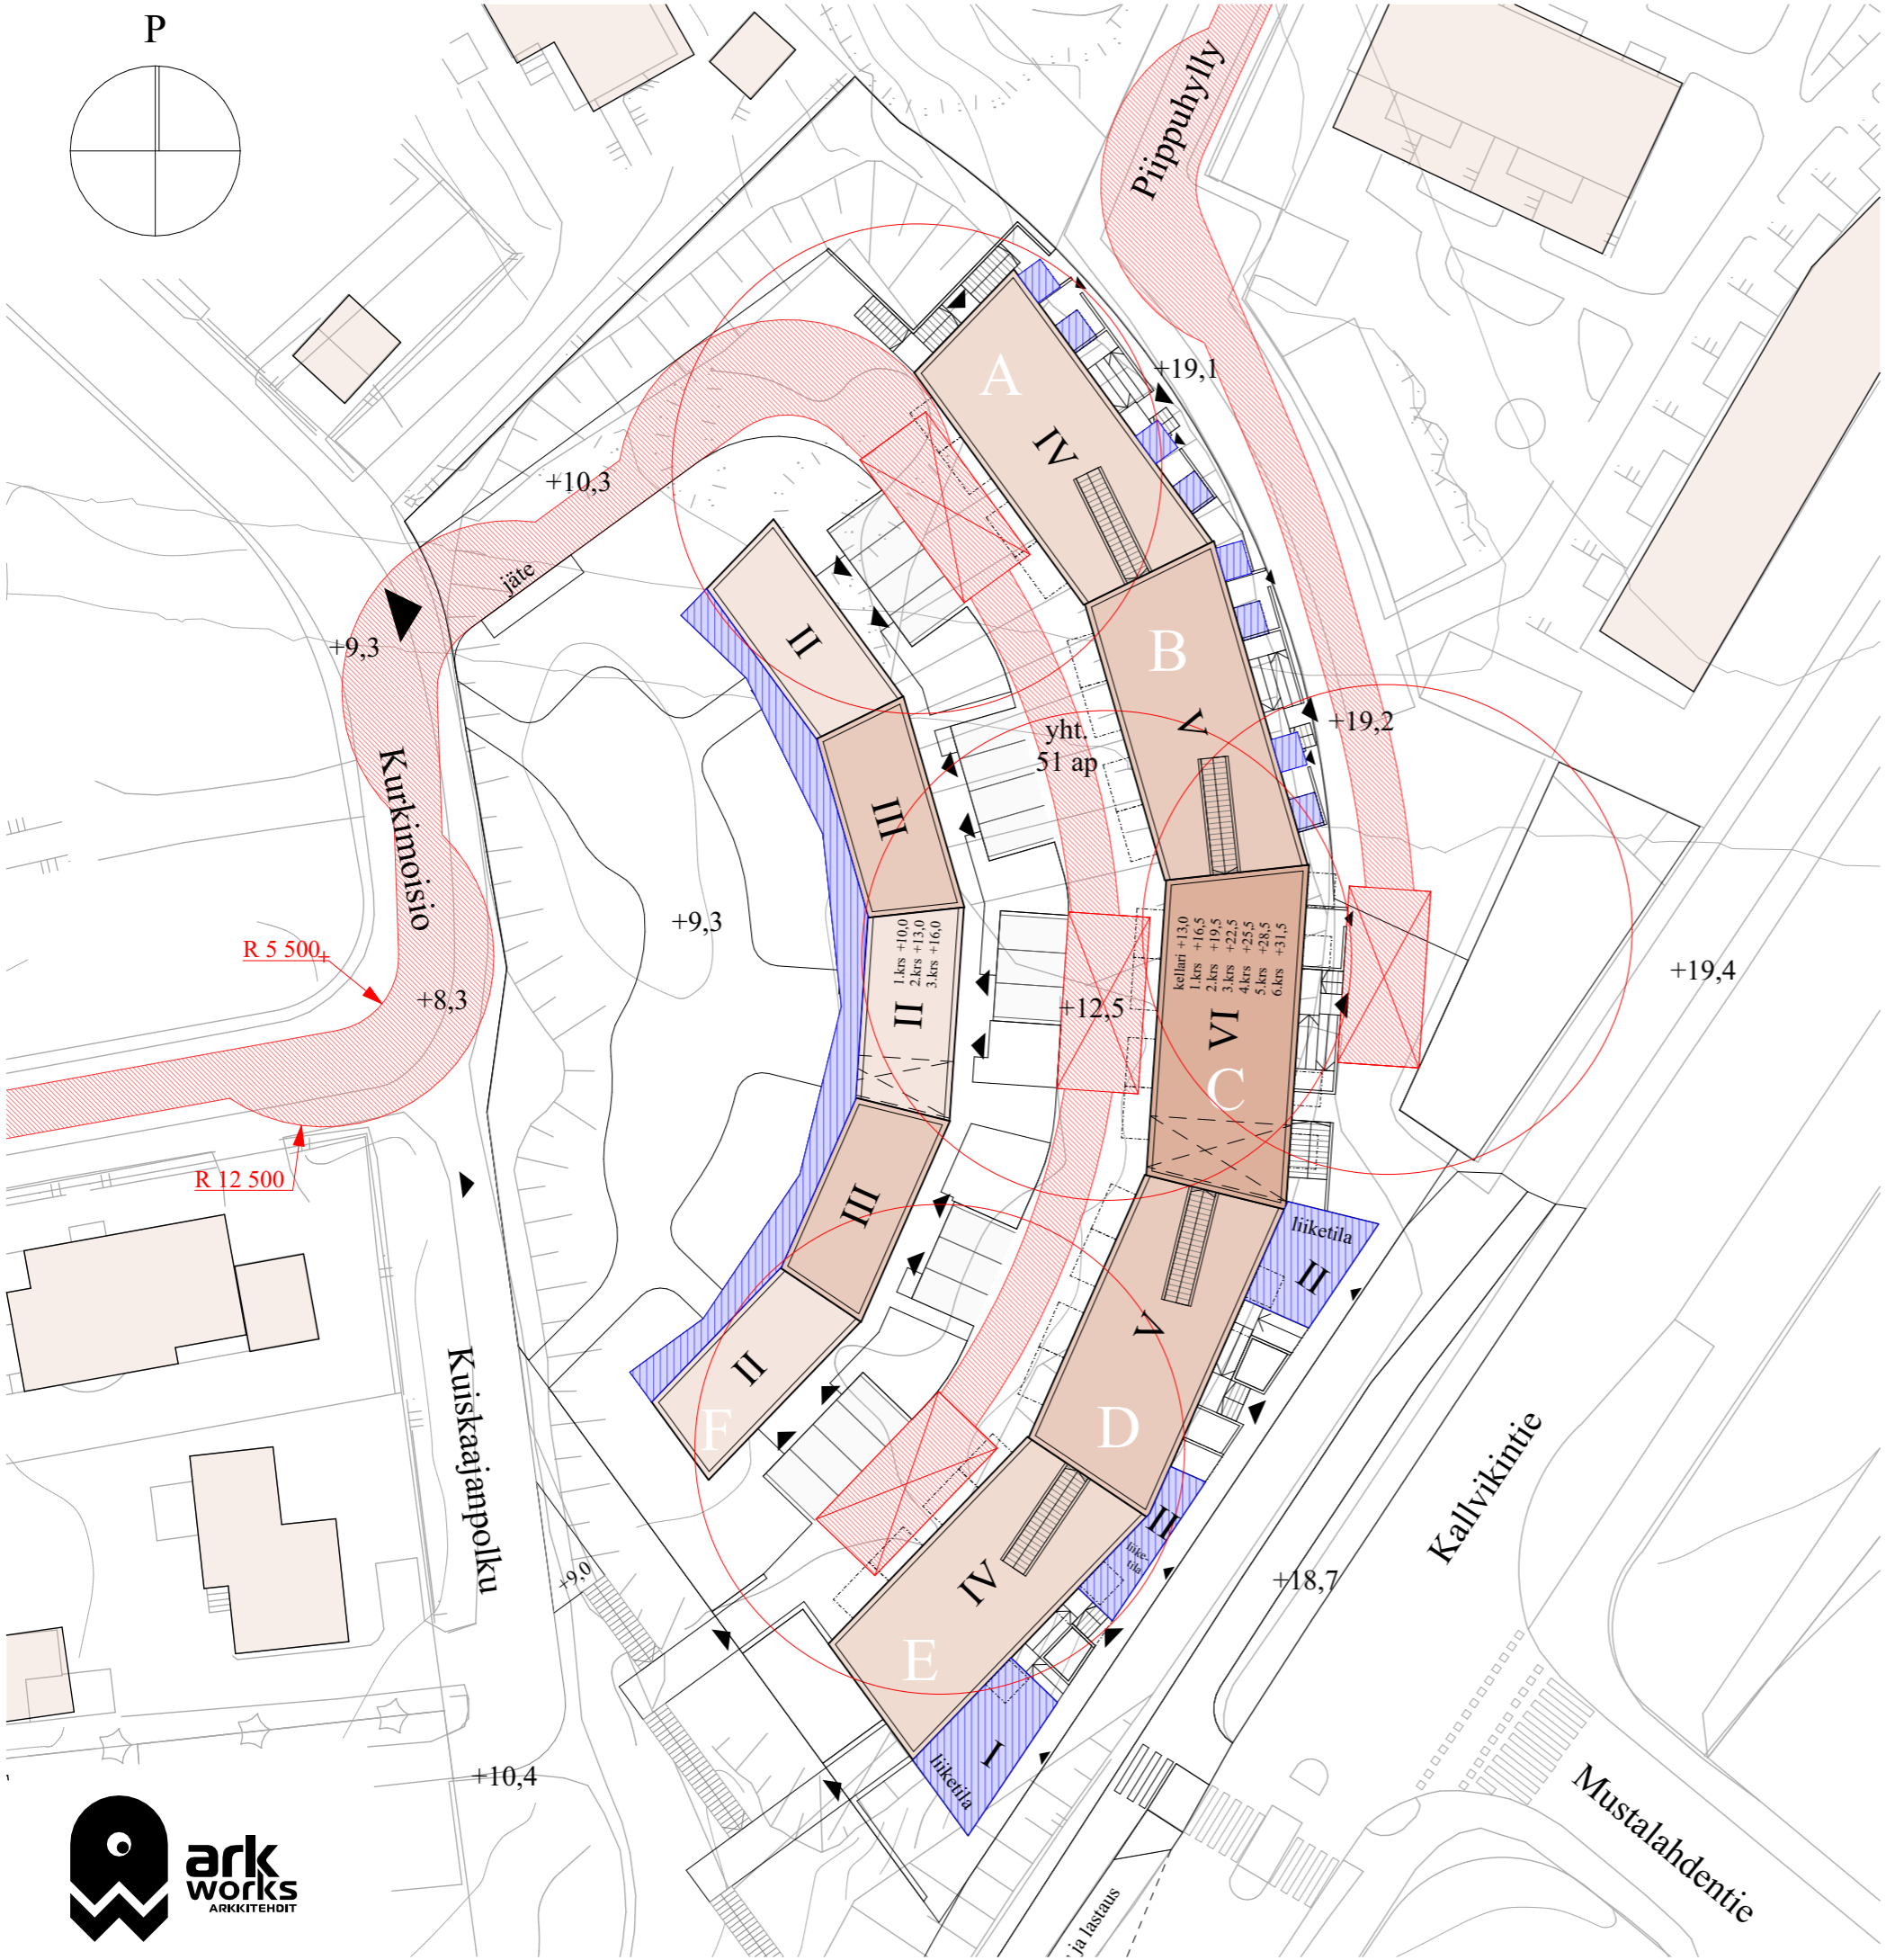 P
Piippuhylly
A
+19,1
IV
+10,3
jäte
+9,3
II
B
yht.
51 ap
V
+19,2
Kurkimoisio
III
+9,3
R 5 500
+8,3
1.krs +10,0
2.krs +13,0
3.krs +16,0
II
kellari +13,0
1.krs +16,5
2.krs +19,5
3.krs +22,5
4.krs +25,5
5.krs +28,5
6.krs +31,5
VI
C
+12,5
+19,4
R 12 500
III
liiketila
II
V
II
F
D
Kuiskaajanpolku
Kallvikintie
II
liike-
tila
+9,0
IV
+18,7
E
I
liiketila
+10,4
Mustalahdentie
ja lastaus
ark
works
ARKKITEHDIT